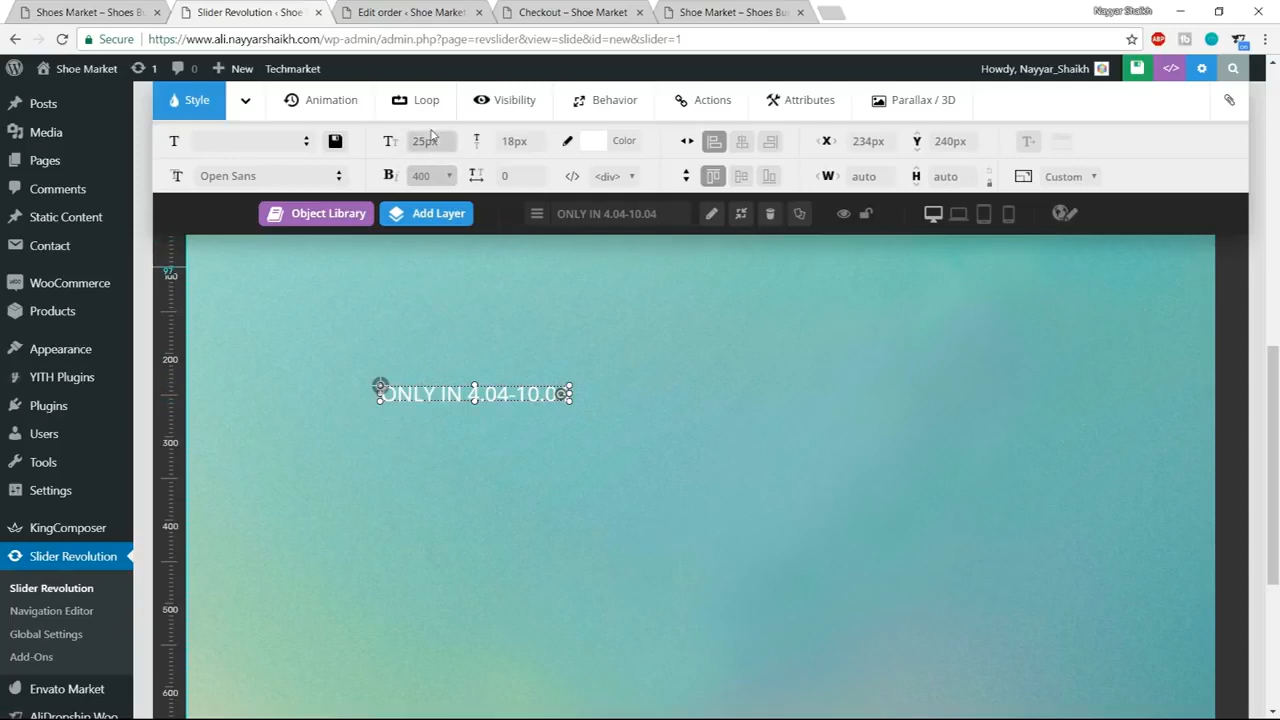 Shoes Market – Shoes B
Slider Revolution ‹ Shoe
Edit order ‹ Shoe Market
Checkout – Shoe Market
Shoe Market – Shoes Bu
Nayyar Shaikh
Secure
https://www.ali.nayyarshaikh.com/wp-admin/admin.php?page=revslider&view=slide&id=new&slider=1
Shoe Market
1
0
New
Techmarket
Howdy, Nayyar_Shaikh
Posts
Media
Pages
Comments
Static Content
Contact
WooCommerce
Products
Appearance
YITH Plugins
Plugins
Users
Tools
Settings
KingComposer
Slider Revolution
Slider Revolution
Navigation Editor
Global Settings
Add-Ons
Envato Market
AliDropship Woo
Style
Animation
Loop
Visibility
Behavior
Actions
Attributes
Parallax / 3D
25px
18px
Color
X
234px
Y
240px
Open Sans
400
0
<div>
W
auto
H
auto
Custom
Object Library
Add Layer
ONLY IN 4.04-10.04
97
100
200
300
400
500
600
ONLY IN 4.04-10.04